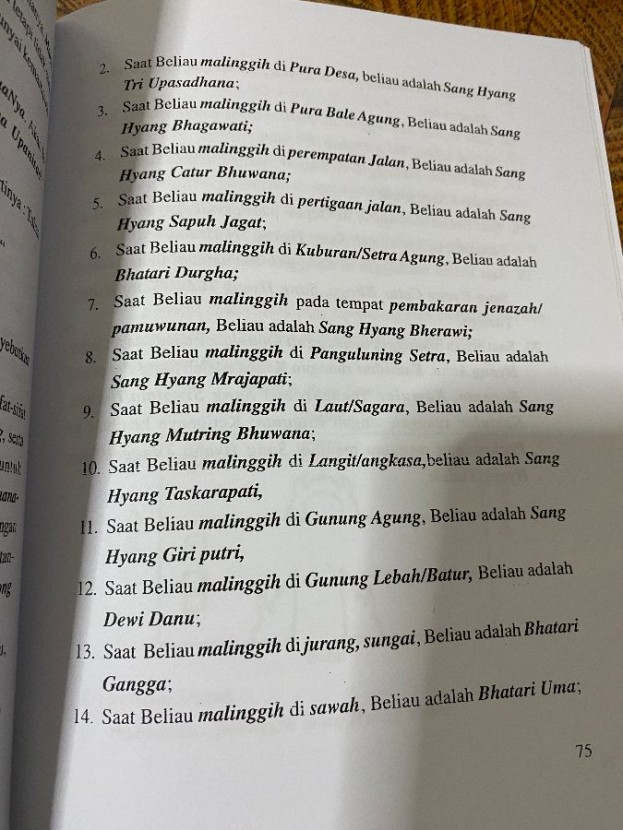 2. Saat Beliau malinggih di Pura Desa, beliau adalah Sang Hyang
Tri Upasadhana;
3. Saat Beliau malinggih di Pura Bale Agung, Beliau adalah Sang
Hyang Bhagawati;
4. Saat Beliau malinggih di perempatan Jalan, Beliau adalah Sang
Hyang Catur Bhuwana;
5. Saat Beliau malinggih di pertigaan jalan, Beliau adalah Sang
Hyang Sapuh Jagat;
6. Saat Beliau malinggih di Kuburan/Setra Agung, Beliau adalah
Bhatari Durgha;
7. Saat Beliau malinggih pada tempat pembakaran jenazah/
pamuwunan, Beliau adalah Sang Hyang Bherawi;
8. Saat Beliau malinggih di Panguluning Setra, Beliau adalah
Sang Hyang Mrajapati;
9. Saat Beliau malinggih di Laut/Sagara, Beliau adalah Sang
Hyang Mutring Bhuwana;
10. Saat Beliau malinggih di Langit/angkasa,beliau adalah Sang
Hyang Taskarapati,
11. Saat Beliau malinggih di Gunung Agung, Beliau adalah Sang
Hyang Giri putri,
12. Saat Beliau malinggih di Gunung Lebah/Batur, Beliau adalah
Dewi Danu;
13. Saat Beliau malinggih di jurang, sungai, Beliau adalah Bhatari
Gangga;
14. Saat Beliau malinggih di sawah, Beliau adalah Bhatari Uma;
75